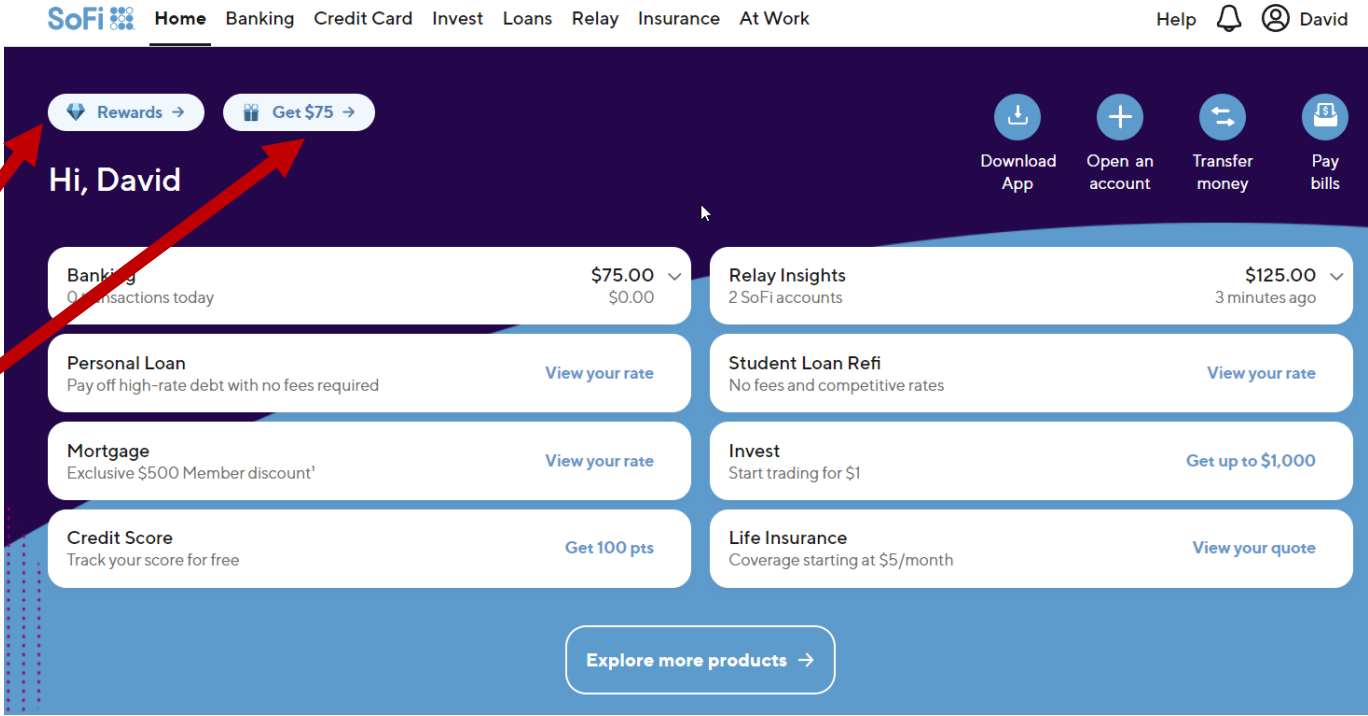 SoFi Home Banking Credit Card Invest Loans Relay Insurance At Work Help David
Rewards → Get $75 →
Hi, David
Download App
Open an account
Transfer money
Pay bills
Banking $75.00
0 transactions today $0.00
Relay Insights $125.00
2 SoFi accounts 3 minutes ago
Personal Loan
Pay off high-rate debt with no fees required
View your rate
Student Loan Refi
No fees and competitive rates
View your rate
Mortgage
Exclusive $500 Member discount¹
View your rate
Invest
Start trading for $1
Get up to $1,000
Credit Score
Track your score for free
Get 100 pts
Life Insurance
Coverage starting at $5/month
View your quote
Explore more products →